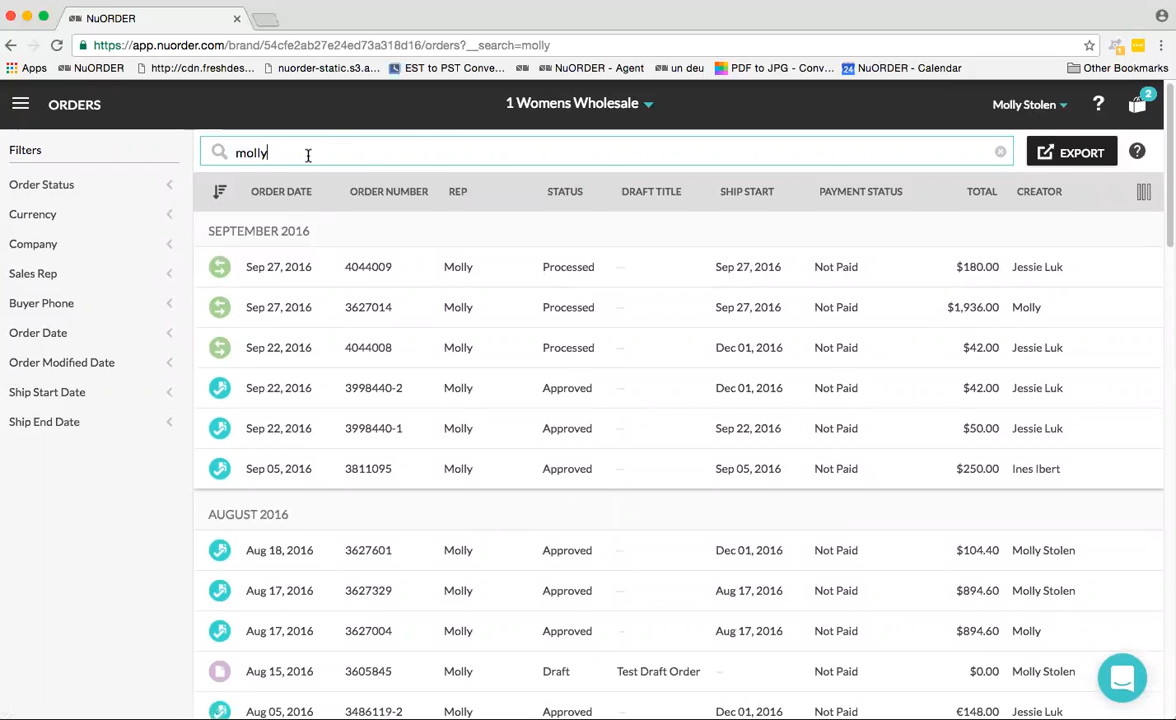 NuORDER
https://app.nuorder.com/brand/54cfe2ab27e24ed73a318d16/orders?__search=molly
Apps NuORDER http://cdn.freshdes... nuorder-static.s3.a... EST to PST Conve... NuORDER - Agent un deu PDF to JPG - Conv... 24 NuORDER - Calendar Other Bookmarks
ORDERS 1 Womens Wholesale Molly Stolen ? 2
Filters molly EXPORT ?
Order Status
Currency
Company
Sales Rep
Buyer Phone
Order Date
Order Modified Date
Ship Start Date
Ship End Date
ORDER DATE ORDER NUMBER REP STATUS DRAFT TITLE SHIP START PAYMENT STATUS TOTAL CREATOR
SEPTEMBER 2016
Sep 27, 2016 4044009 Molly Processed — Sep 27, 2016 Not Paid $180.00 Jessie Luk
Sep 27, 2016 3627014 Molly Processed — Sep 27, 2016 Not Paid $1,936.00 Molly
Sep 22, 2016 4044008 Molly Processed — Dec 01, 2016 Not Paid $42.00 Jessie Luk
Sep 22, 2016 3998440-2 Molly Approved — Dec 01, 2016 Not Paid $42.00 Jessie Luk
Sep 22, 2016 3998440-1 Molly Approved — Sep 22, 2016 Not Paid $50.00 Jessie Luk
Sep 05, 2016 3811095 Molly Approved — Sep 05, 2016 Not Paid $250.00 Ines Ibert
AUGUST 2016
Aug 18, 2016 3627601 Molly Approved — Dec 01, 2016 Not Paid $104.40 Molly Stolen
Aug 17, 2016 3627329 Molly Approved — Aug 17, 2016 Not Paid $894.60 Molly Stolen
Aug 17, 2016 3627004 Molly Approved — Aug 17, 2016 Not Paid $894.60 Molly
Aug 15, 2016 3605845 Molly Draft Test Draft Order — Not Paid $0.00 Molly Stolen
Aug 05, 2016 3486119-2 Molly Approved — Dec 01, 2016 Not Paid €148.00 Molly Stolen